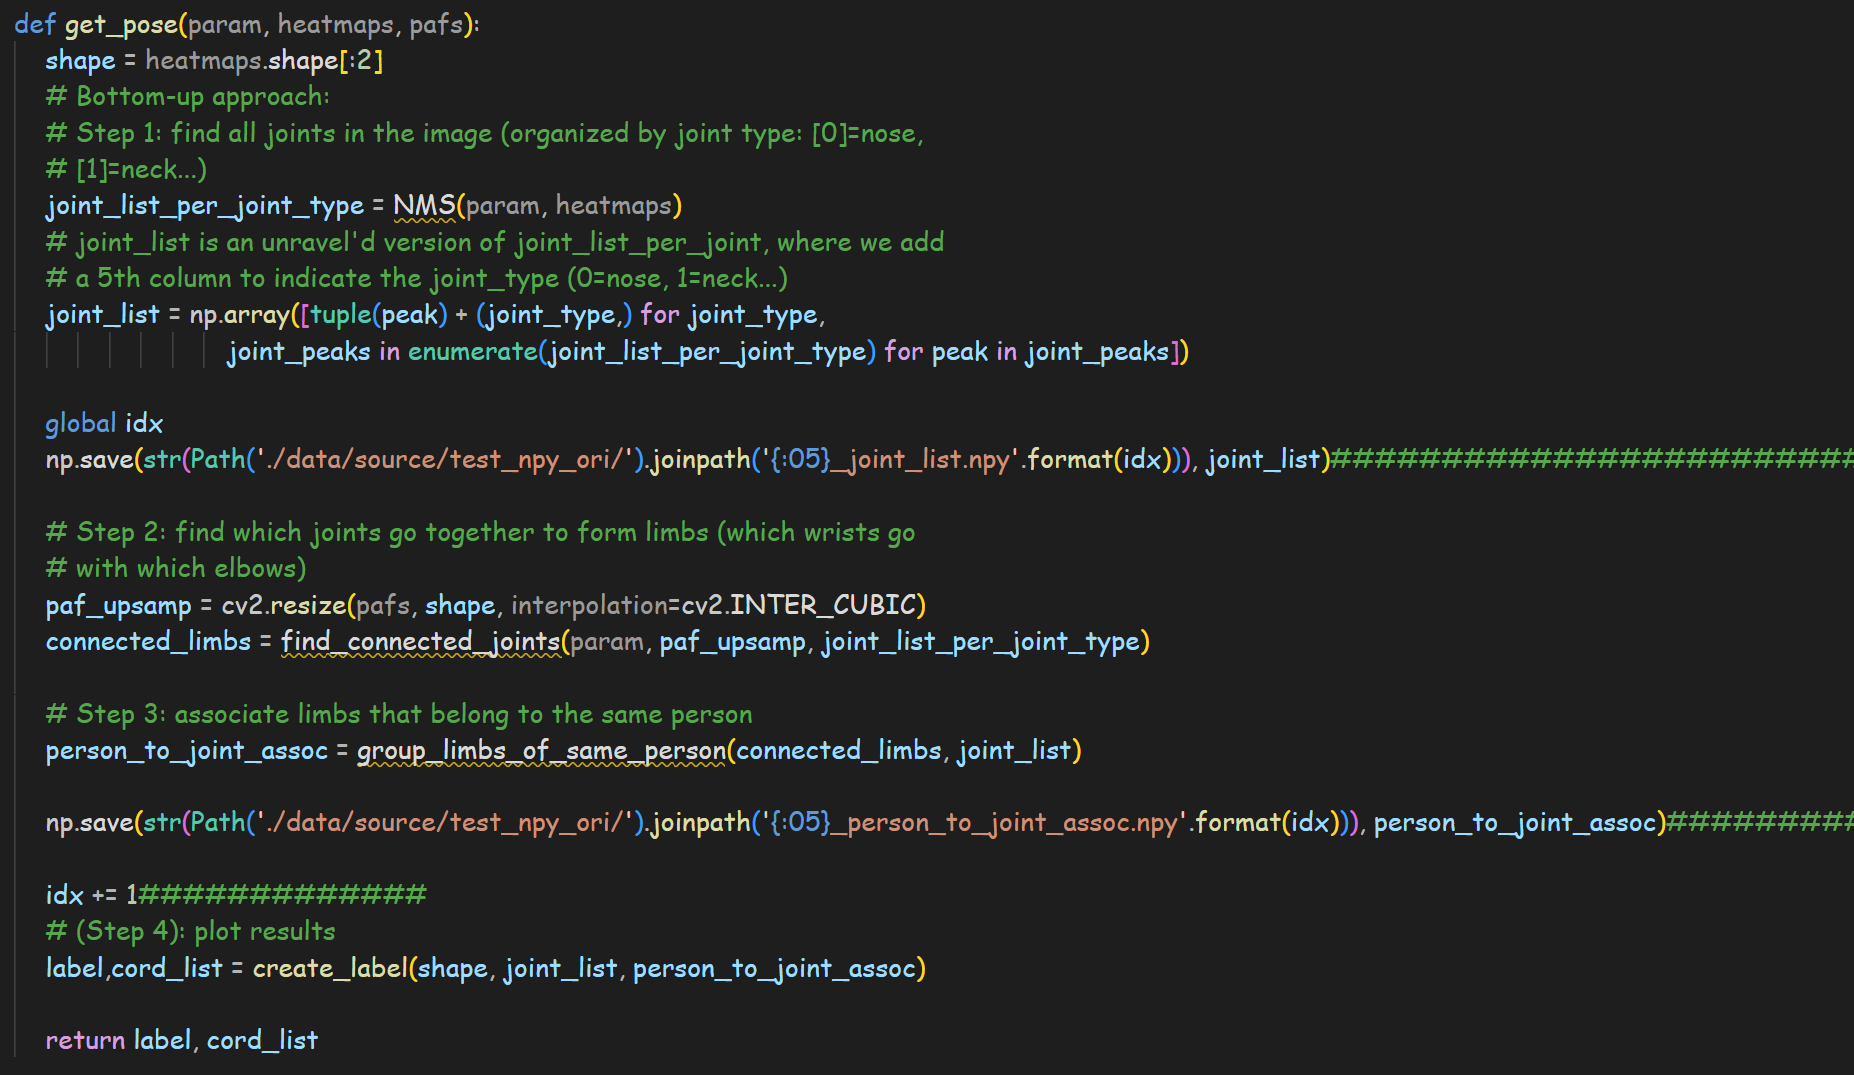 def get_pose(param, heatmaps, pafs):
shape = heatmaps.shape[:2]
# Bottom-up approach:
# Step 1: find all joints in the image (organized by joint type: [0]=nose,
# [1]=neck...)
joint_list_per_joint_type = NMS(param, heatmaps)
# joint_list is an unravel'd version of joint_list_per_joint, where we add
# a 5th column to indicate the joint_type (0=nose, 1=neck...)
joint_list = np.array([tuple(peak) + (joint_type,) for joint_type,
joint_peaks in enumerate(joint_list_per_joint_type) for peak in joint_peaks])
global idx
np.save(str(Path('./data/source/test_npy_ori/').joinpath('{:05}_joint_list.npy'.format(idx))), joint_list)########################
# Step 2: find which joints go together to form limbs (which wrists go
# with which elbows)
paf_upsamp = cv2.resize(pafs, shape, interpolation=cv2.INTER_CUBIC)
connected_limbs = find_connected_joints(param, paf_upsamp, joint_list_per_joint_type)
# Step 3: associate limbs that belong to the same person
person_to_joint_assoc = group_limbs_of_same_person(connected_limbs, joint_list)
np.save(str(Path('./data/source/test_npy_ori/').joinpath('{:05}_person_to_joint_assoc.npy'.format(idx))), person_to_joint_assoc)#########
idx += 1#############
# (Step 4): plot results
label,cord_list = create_label(shape, joint_list, person_to_joint_assoc)
return label, cord_list